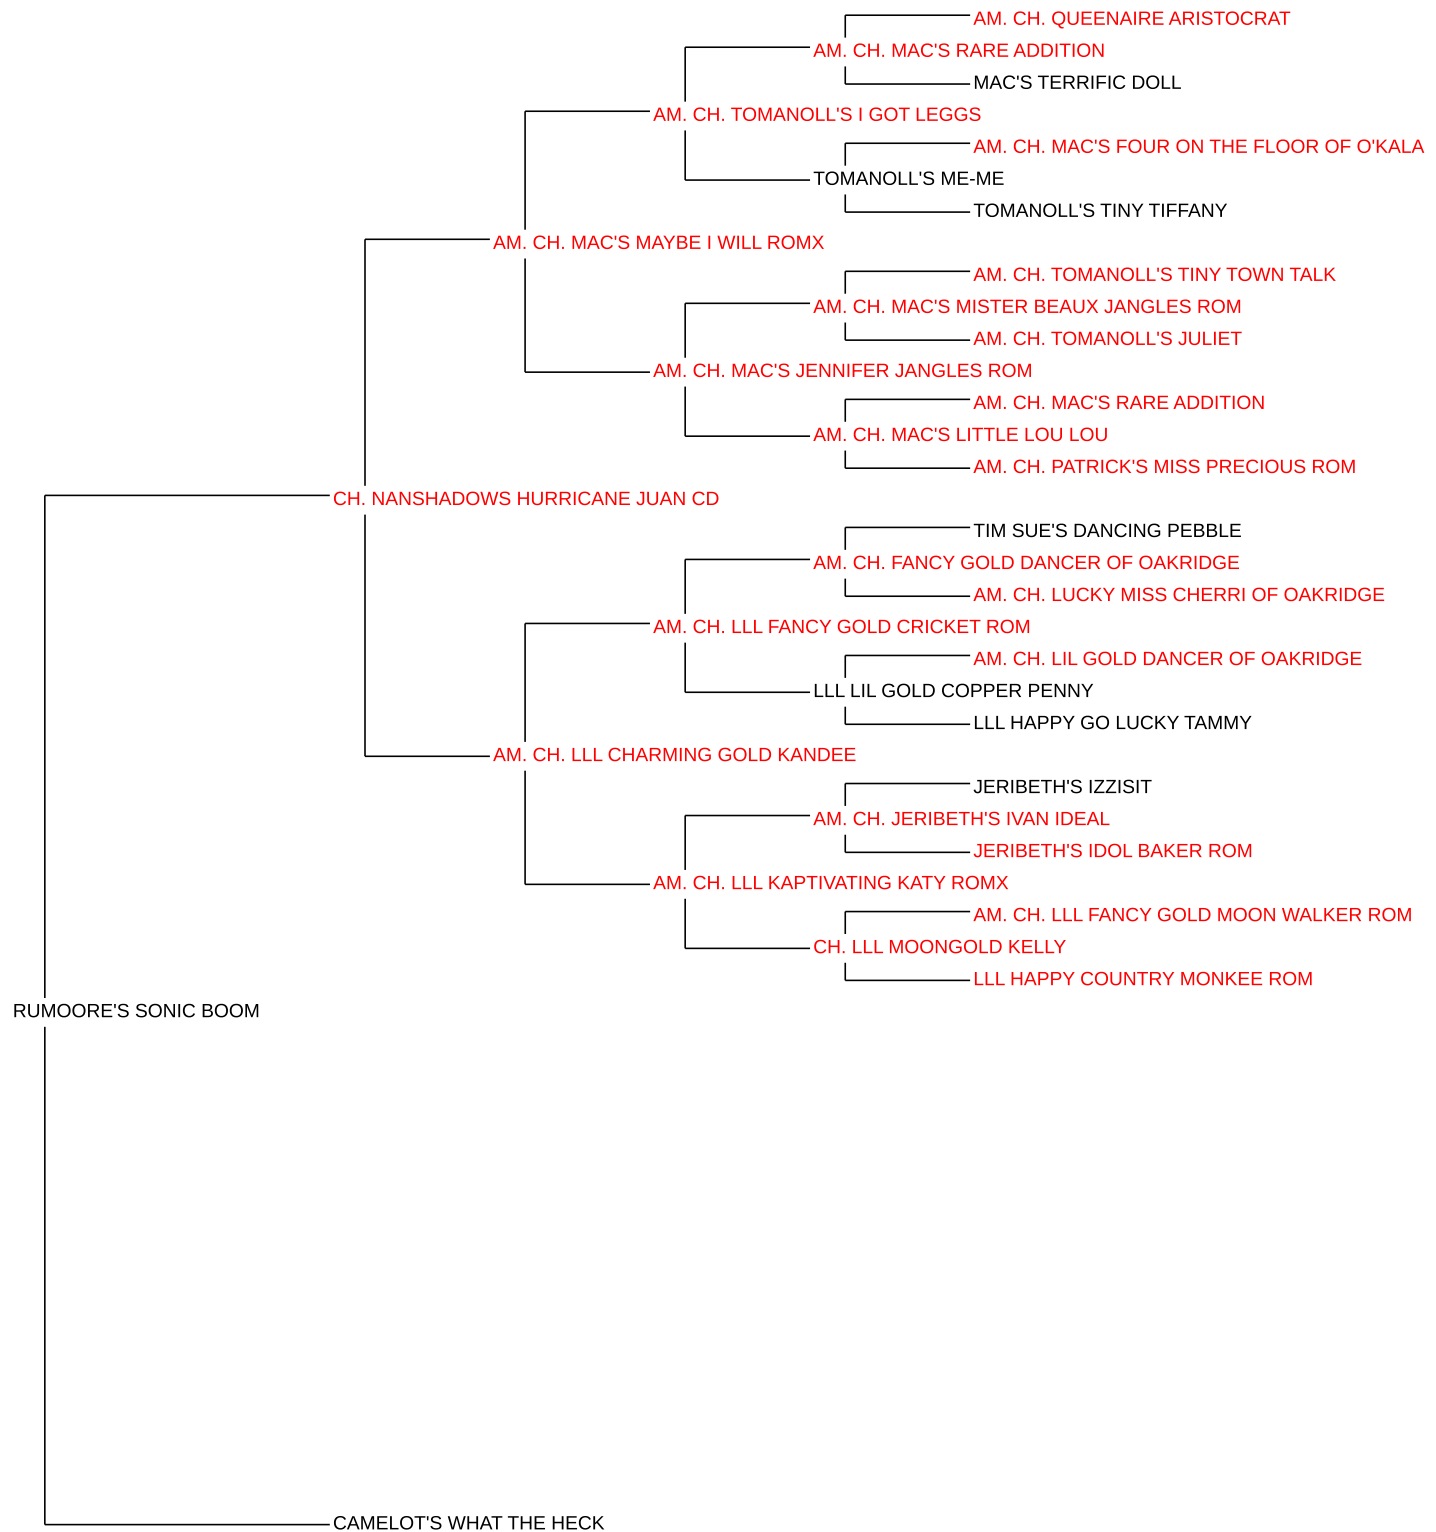 AM. CH. QUEENAIRE ARISTOCRAT
AM. CH. MAC'S RARE ADDITION
MAC'S TERRIFIC DOLL
AM. CH. TOMANOLL'S I GOT LEGGS
AM. CH. MAC'S FOUR ON THE FLOOR OF O'KALA
TOMANOLL'S ME-ME
TOMANOLL'S TINY TIFFANY
AM. CH. MAC'S MAYBE I WILL ROMX
AM. CH. TOMANOLL'S TINY TOWN TALK
AM. CH. MAC'S MISTER BEAUX JANGLES ROM
AM. CH. TOMANOLL'S JULIET
AM. CH. MAC'S JENNIFER JANGLES ROM
AM. CH. MAC'S RARE ADDITION
AM. CH. MAC'S LITTLE LOU LOU
AM. CH. PATRICK'S MISS PRECIOUS ROM
CH. NANSHADOWS HURRICANE JUAN CD
TIM SUE'S DANCING PEBBLE
AM. CH. FANCY GOLD DANCER OF OAKRIDGE
AM. CH. LUCKY MISS CHERRI OF OAKRIDGE
AM. CH. LLL FANCY GOLD CRICKET ROM
AM. CH. LIL GOLD DANCER OF OAKRIDGE
LLL LIL GOLD COPPER PENNY
LLL HAPPY GO LUCKY TAMMY
AM. CH. LLL CHARMING GOLD KANDEE
JERIBETH'S IZZISIT
AM. CH. JERIBETH'S IVAN IDEAL
JERIBETH'S IDOL BAKER ROM
AM. CH. LLL KAPTIVATING KATY ROMX
AM. CH. LLL FANCY GOLD MOON WALKER ROM
CH. LLL MOONGOLD KELLY
LLL HAPPY COUNTRY MONKEE ROM
RUMOORE'S SONIC BOOM
CAMELOT'S WHAT THE HECK